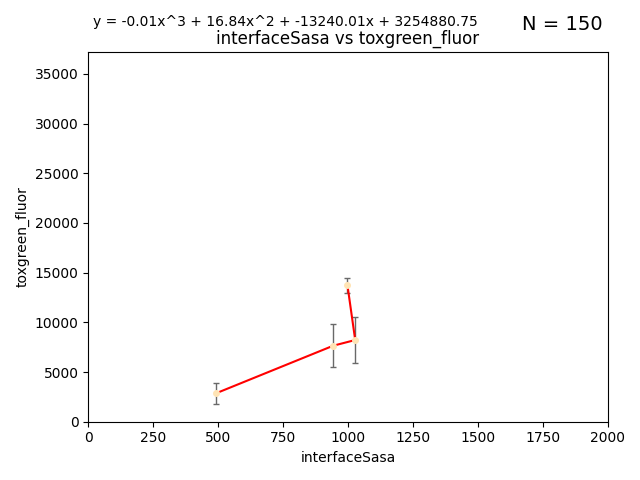 y = -0.01x^3 + 16.84x^2 + -13240.01x + 3254880.75
N = 150
interfaceSasa vs toxgreen_fluor
35000
30000
25000
20000
15000
10000
5000
0
toxgreen_fluor
0 250 500 750 1000 1250 1500 1750 2000
interfaceSasa